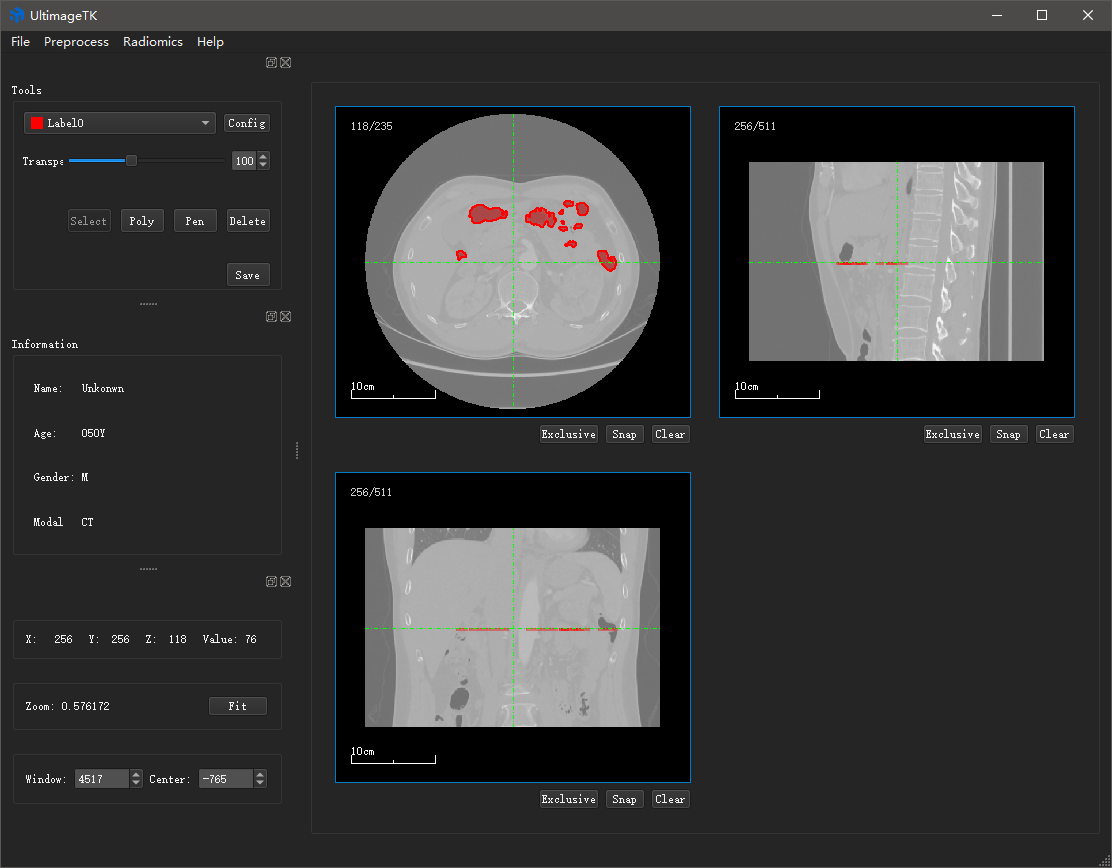 UltimageTK
File Preprocess Radiomics Help
Tools
Label0 Config
Transpa 100
Select Poly Pen Delete
Save
Information
Name: Unkonwn
Age: 050Y
Gender: M
Modal CT
X: 256 Y: 256 Z: 118 Value: 76
Zoom: 0.576172 Fit
Window: 4517 Center: -765
118/235
10cm
Exclusive Snap Clear
256/511
10cm
Exclusive Snap Clear
256/511
10cm
Exclusive Snap Clear